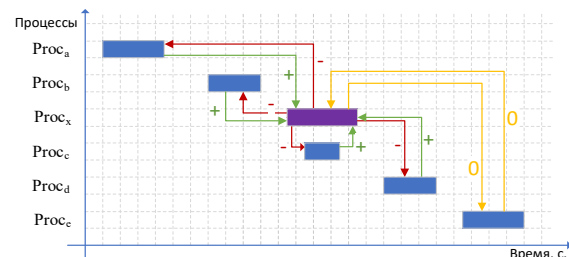 Процессы
Proca
-
Procb
+
-
+
Procx
0
-
+
-
+
Procc
Procd
0
Proce
Время, с.